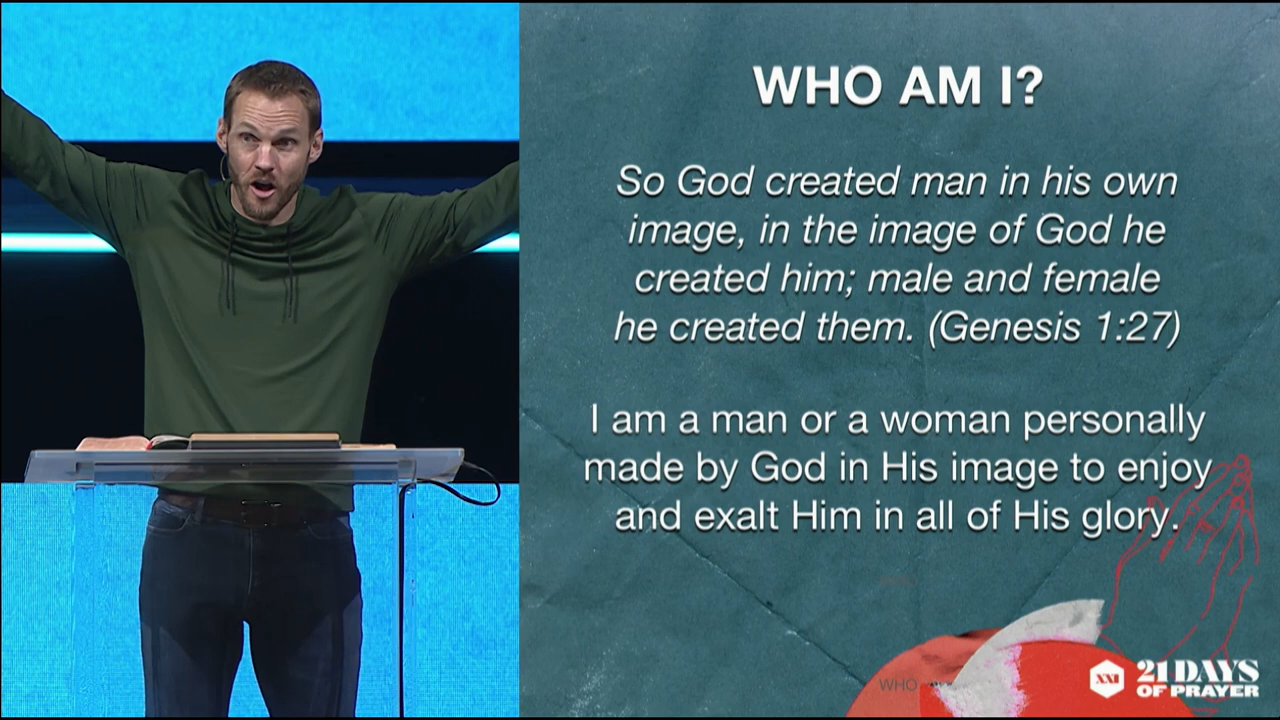 WHO AM I?
So God created man in his own
image, in the image of God he
created him; male and female
he created them. (Genesis 1:27)
I am a man or a woman personally
made by God in His image to enjoy
and exalt Him in all of His glory.
WHO
XXI
21 DAYS
OF PRAYER